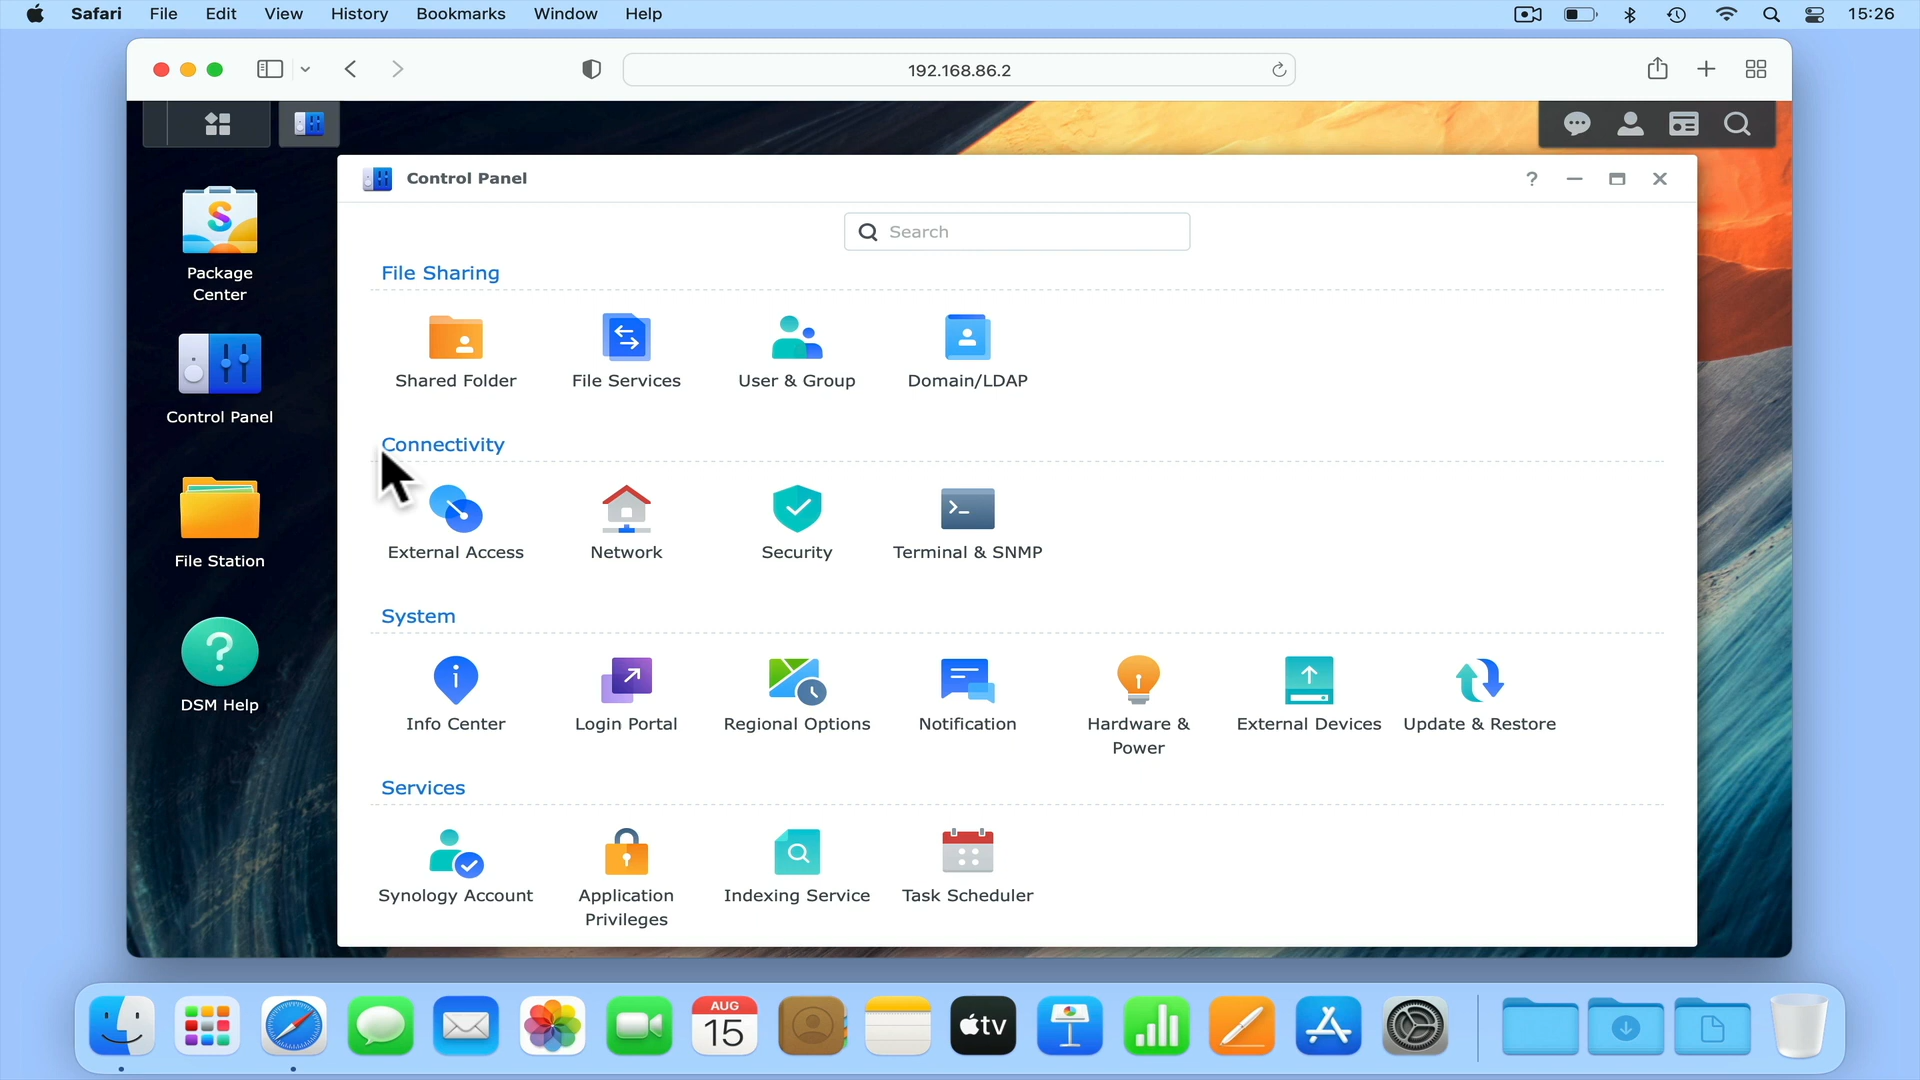 Safari File Edit View History Bookmarks Window Help 15:26
192.168.86.2
Control Panel ?
Search
Package
Center
Control Panel
File Station
?
DSM Help
File Sharing
Shared Folder File Services User & Group Domain/LDAP
Connectivity
>_
External Access Network Security Terminal & SNMP
System
i
Info Center Login Portal Regional Options Notification Hardware &
Power External Devices Update & Restore
Services
Synology Account Application
Privileges Indexing Service Task Scheduler
AUG
15
tv